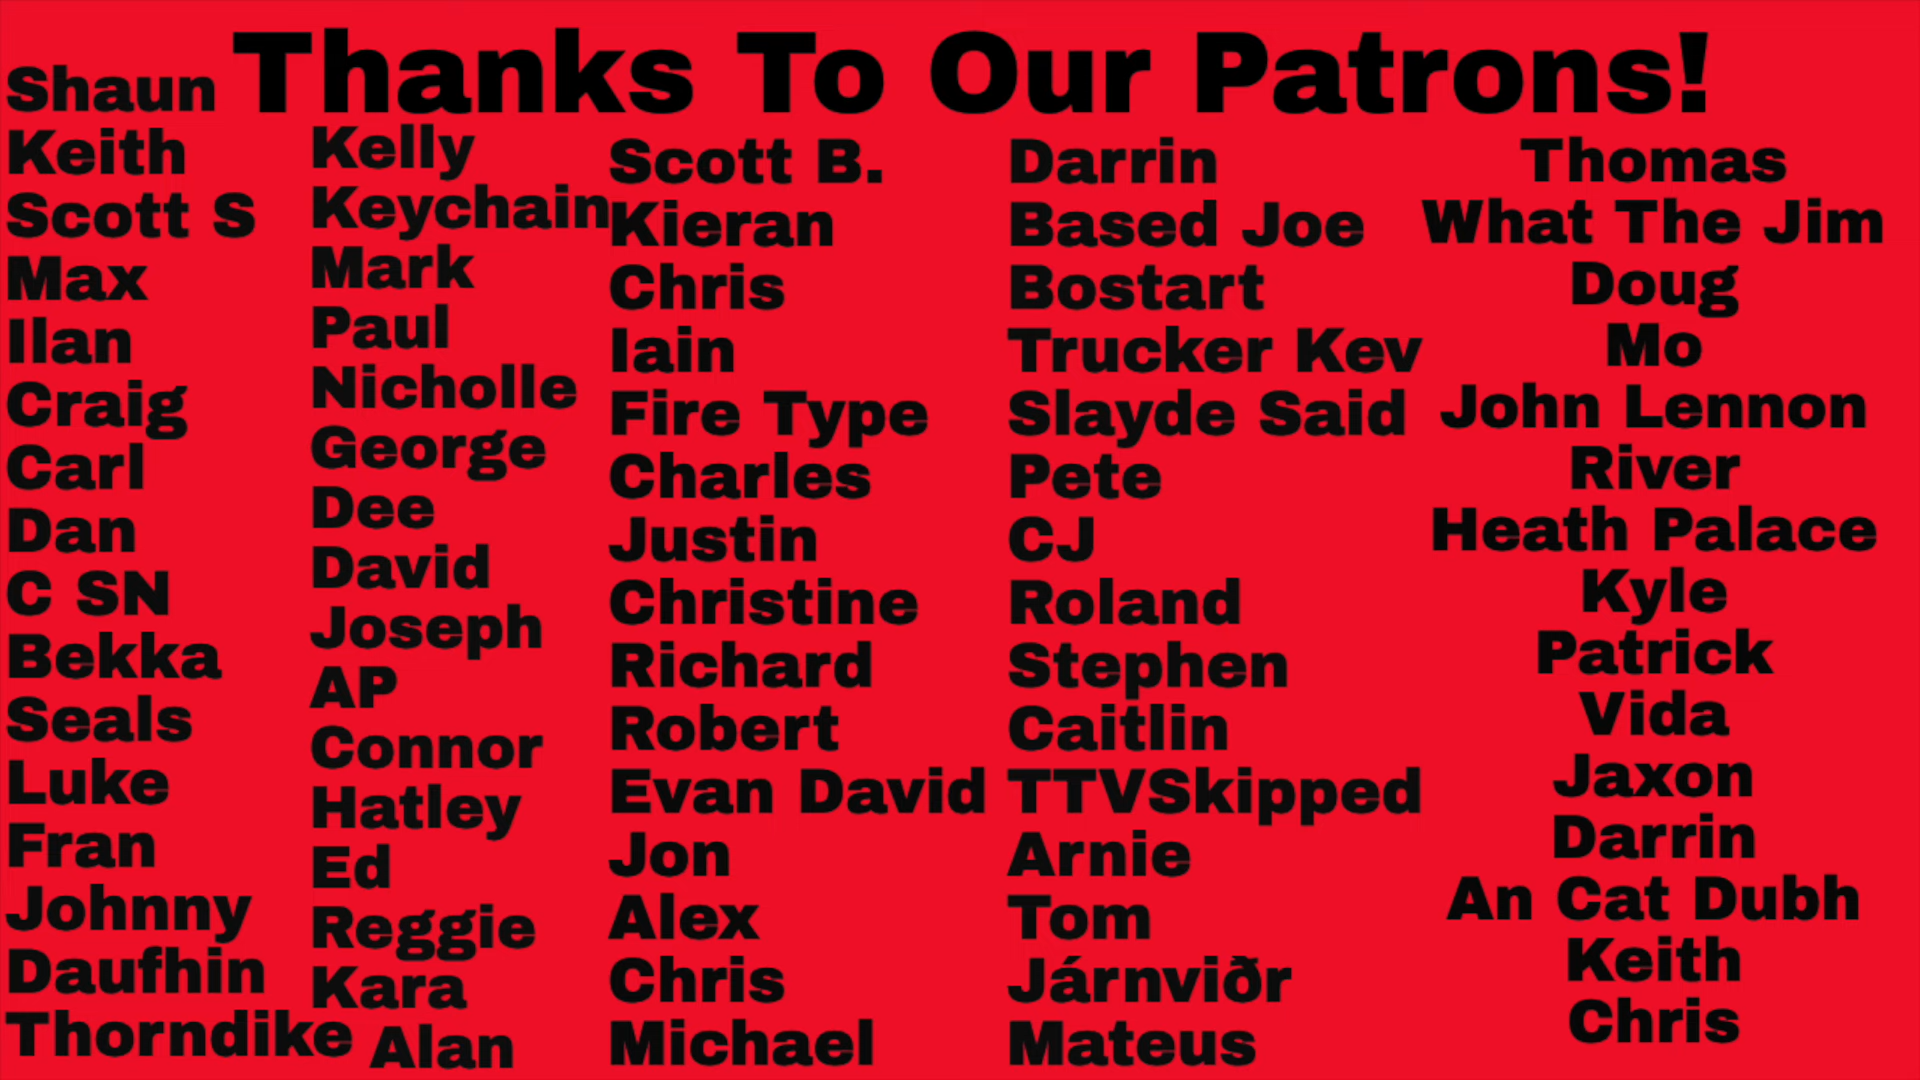 Thanks To Our Patrons!
Shaun
Keith
Scott S
Max
Ilan
Craig
Carl
Dan
C SN
Bekka
Seals
Luke
Fran
Johnny
Daufhin
Thorndike
Kelly
Keychain
Mark
Paul
Nicholle
George
Dee
David
Joseph
AP
Connor
Hatley
Ed
Reggie
Kara
Alan
Scott B.
Kieran
Chris
Iain
Fire Type
Charles
Justin
Christine
Richard
Robert
Evan David
Jon
Alex
Chris
Michael
Darrin
Based Joe
Bostart
Trucker Kev
Slayde Said
Pete
CJ
Roland
Stephen
Caitlin
TTVSkipped
Arnie
Tom
Járnviðr
Mateus
Thomas
What The Jim
Doug
Mo
John Lennon
River
Heath Palace
Kyle
Patrick
Vida
Jaxon
Darrin
An Cat Dubh
Keith
Chris